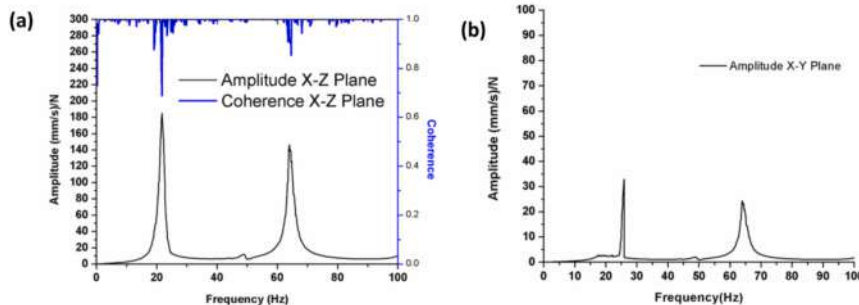 (a)
300
290
280
260
240
220
200
180
160
140
120
100
80
60
40
20
10
0
Amplitude (mm/s)/N
Amplitude X-Z Plane
Coherence X-Z Plane
1.0
0.8
0.6
0.4
0.2
0.0
Coherence
0 20 40 60 80 100
Frequency (Hz)
(b)
100
90
80
70
60
50
40
30
20
10
0
Amplitude (mm/s)/N
Amplitude X-Y Plane
0 10 20 30 40 50 60 70 80 90 100
Frequency(Hz)